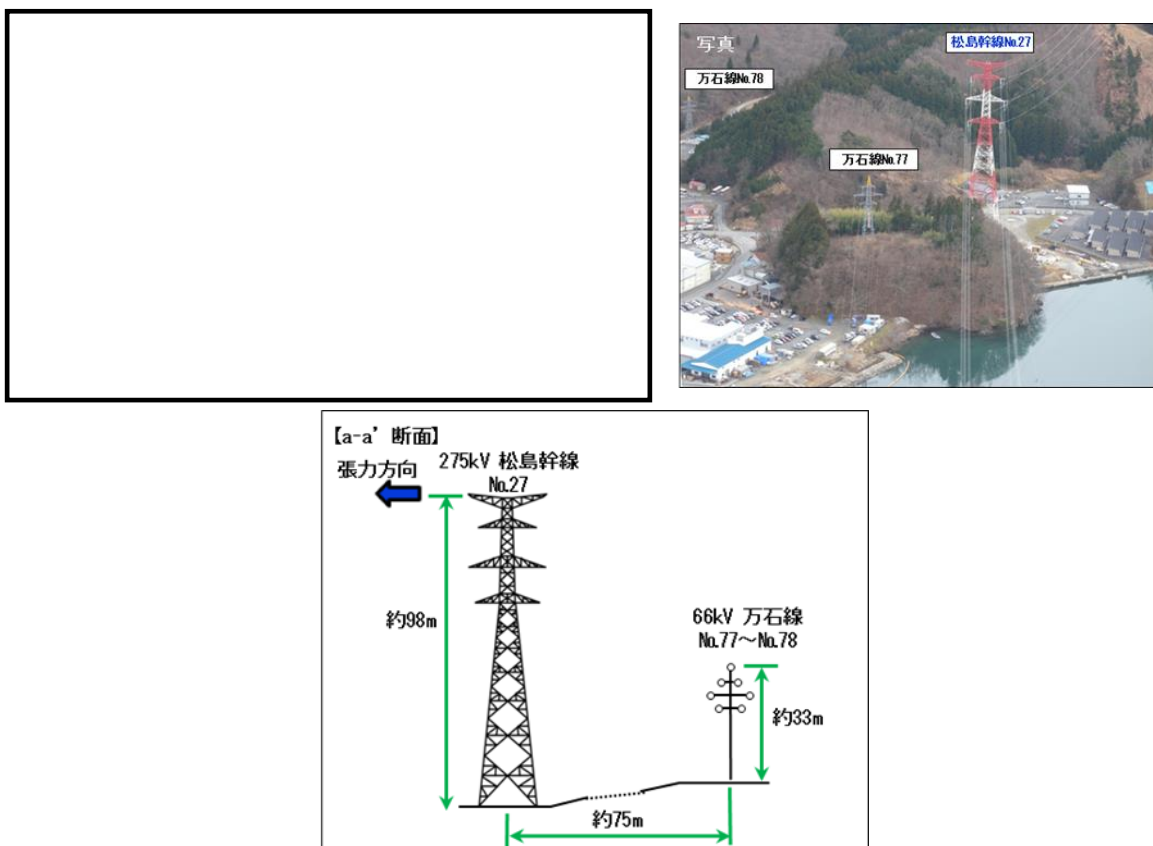 写真
松島幹線No.27
万石線No.78
万石線No.77
【a-a’断面】
張力方向
275kV 松島幹線
No.27
約98m
66kV 万石線
No.77～No.78
約33m
約75m